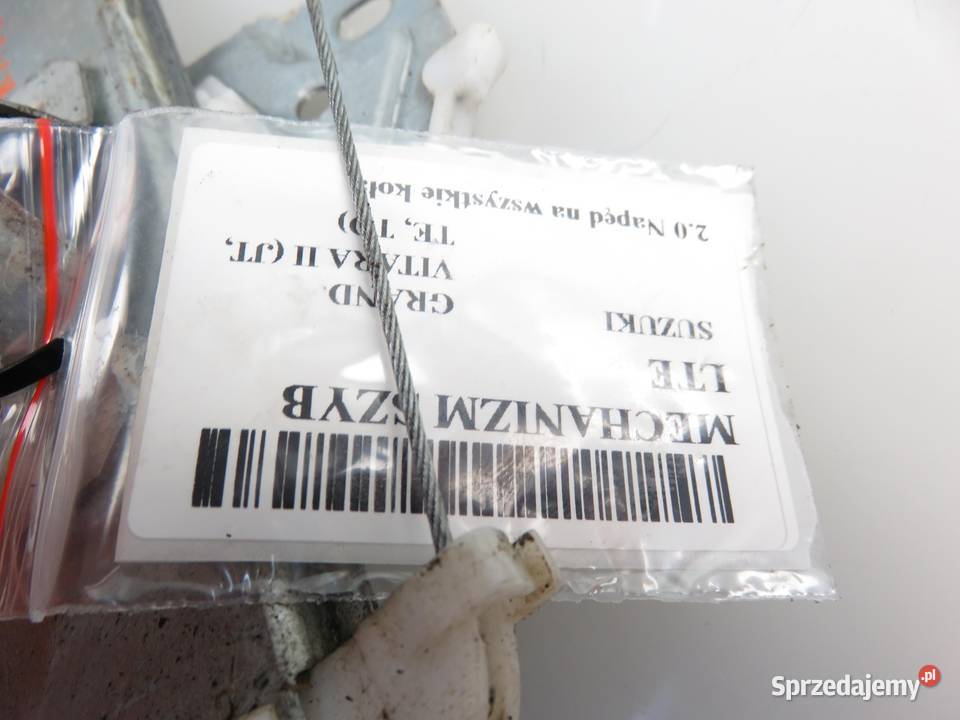 MECHANIZM SZYB
LTE
SUZUKI
GRAND
VITARA II (JT,
TE, TD)
2.0 Napęd na wszystkie
Sprzedajemy.pl